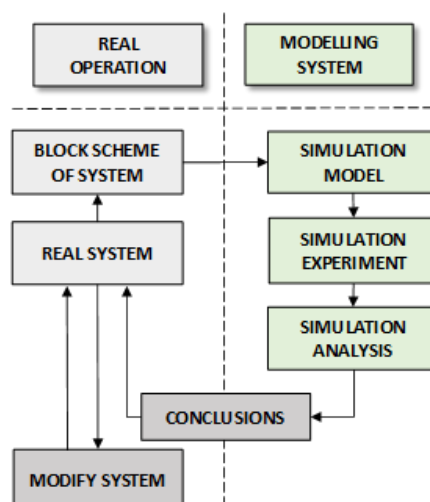 REAL
OPERATION
MODELLING
SYSTEM
BLOCK SCHEME
OF SYSTEM
SIMULATION
MODEL
REAL SYSTEM
SIMULATION
EXPERIMENT
SIMULATION
ANALYSIS
CONCLUSIONS
MODIFY SYSTEM